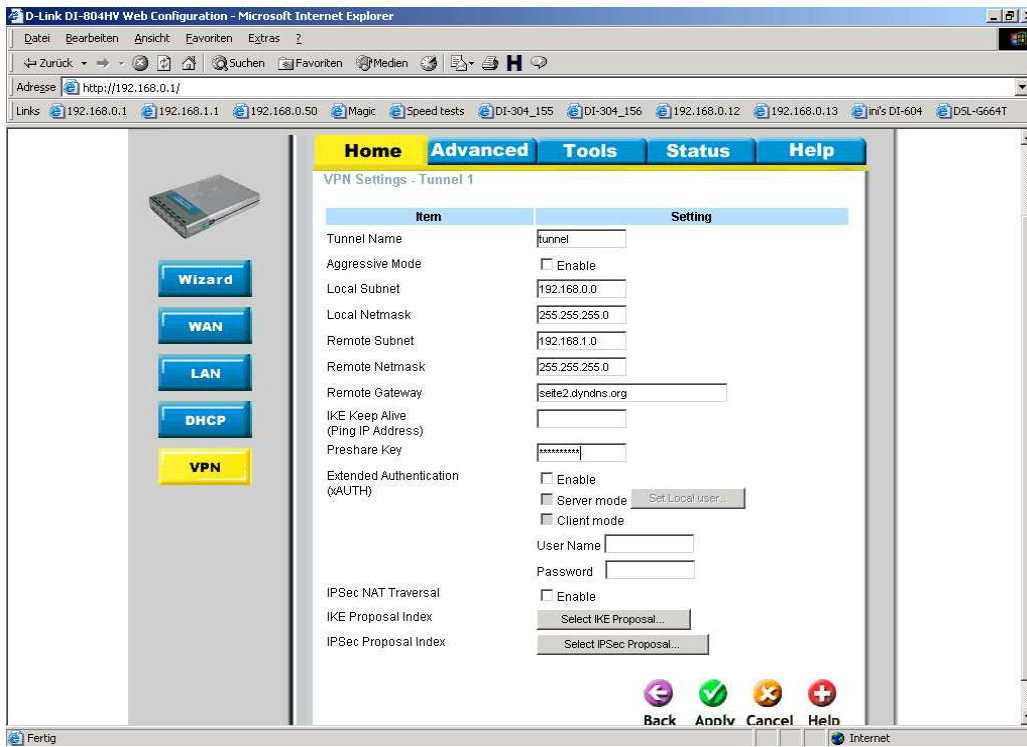 D-Link DI-804HV Web Configuration - Microsoft Internet Explorer
Datei Bearbeiten Ansicht Favoriten Extras ?
Zurück Suchen Favoriten Medien H
Adresse http://192.168.0.1/
Links 192.168.0.1 192.168.1.1 192.168.0.50 Magic Speed tests DI-304_155 DI-304_156 192.168.0.12 192.168.0.13 ini's DI-604 DSL-G664T
Home Advanced Tools Status Help
VPN Settings - Tunnel 1
Item Setting
Tunnel Name tunnel
Aggressive Mode Enable
Wizard
Local Subnet 192.168.0.0
Local Netmask 255.255.255.0
WAN
Remote Subnet 192.168.1.0
Remote Netmask 255.255.255.0
LAN
Remote Gateway seite2.dyndns.org
IKE Keep Alive
(Ping IP Address)
DHCP
Preshare Key **********
VPN
Extended Authentication
(xAUTH)
Enable
Server mode Set Local user...
Client mode
User Name
Password
IPSec NAT Traversal Enable
IKE Proposal Index Select IKE Proposal...
IPSec Proposal Index Select IPSec Proposal...
Back Apply Cancel Help
Fertig Internet